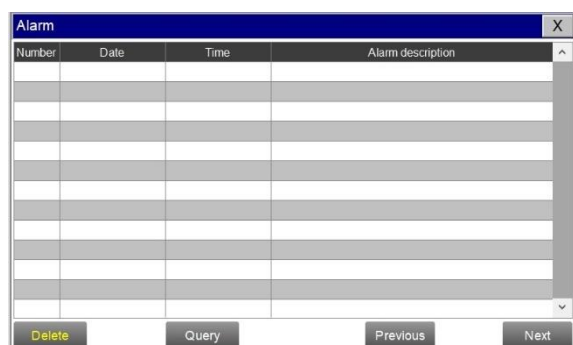 Alarm X
Number Date Time Alarm description
Delete Query Previous Next